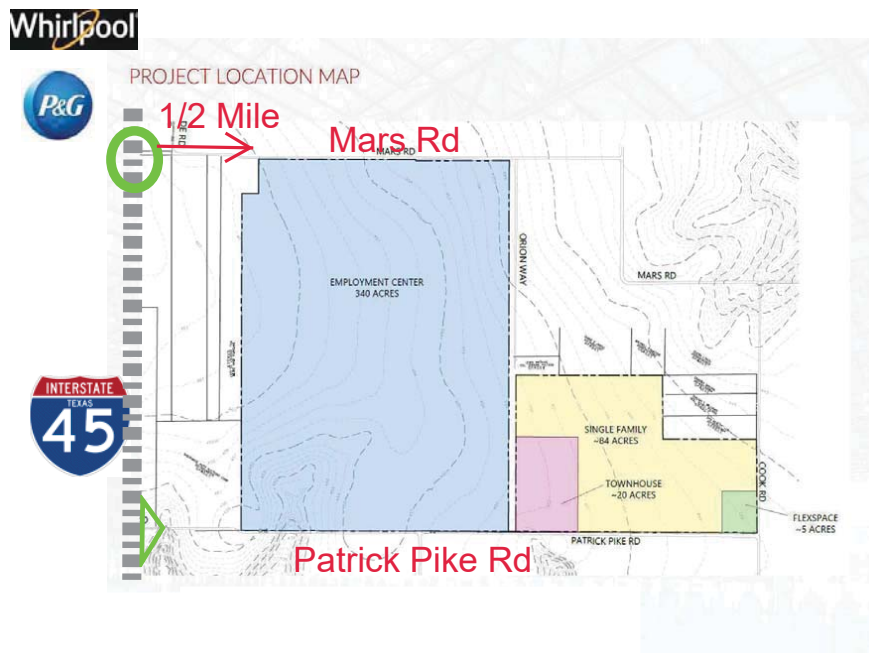 Whirlpool
P&G
PROJECT LOCATION MAP
1/2 Mile
Mars Rd
MARS RD
ORION WAY
MARS RD
EMPLOYMENT CENTER
340 ACRES
INTERSTATE
TEXAS
45
SINGLE FAMILY
~84 ACRES
TOWNHOUSE
~20 ACRES
COOK RD
FLEXSPACE
~5 ACRES
PATRICK PIKE RD
Patrick Pike Rd